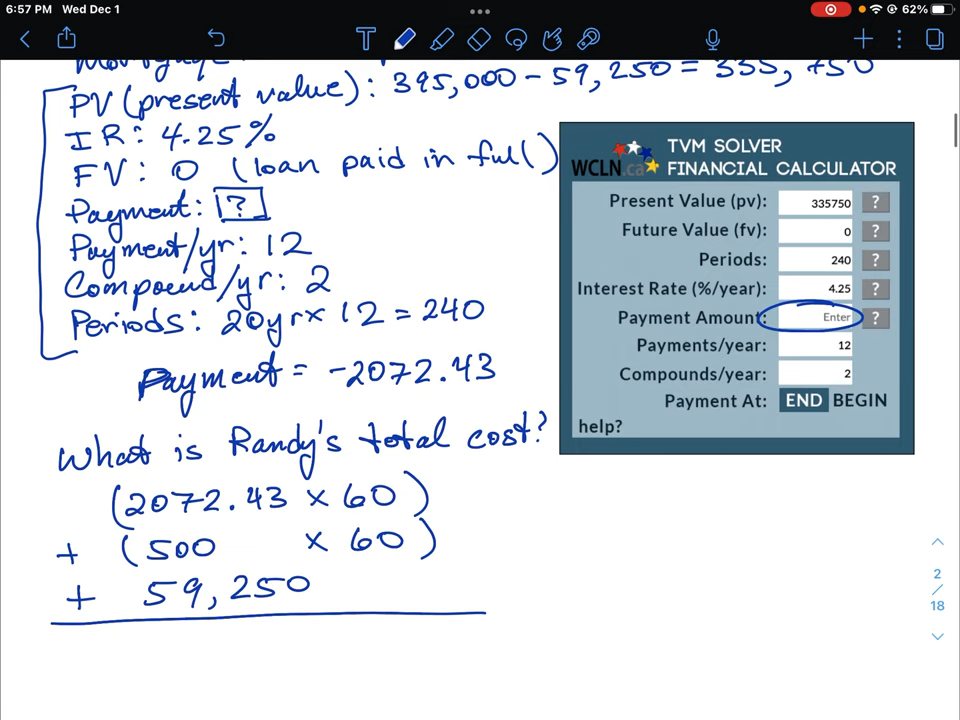 6:57 PM Wed Dec 1
62%
T
PV (present value): 395,000 - 59,250 =
IR: 4.25%
FV: 0 (loan paid in full)
Payment: ?
Payment/yr: 12
Compound/yr: 2
Periods: 20yr x 12 = 240
Payment = -2072.43
What is Randy's total cost?
(2072.43 x 60)
+ (500 x 60)
+ 59,250
WCLN.ca
TVM SOLVER
FINANCIAL CALCULATOR
Present Value (pv): 335750 ?
Future Value (fv): 0 ?
Periods: 240 ?
Interest Rate (%/year): 4.25 ?
Payment Amount: Enter ?
Payments/year: 12
Compounds/year: 2
Payment At: END BEGIN
help?
2
/
18